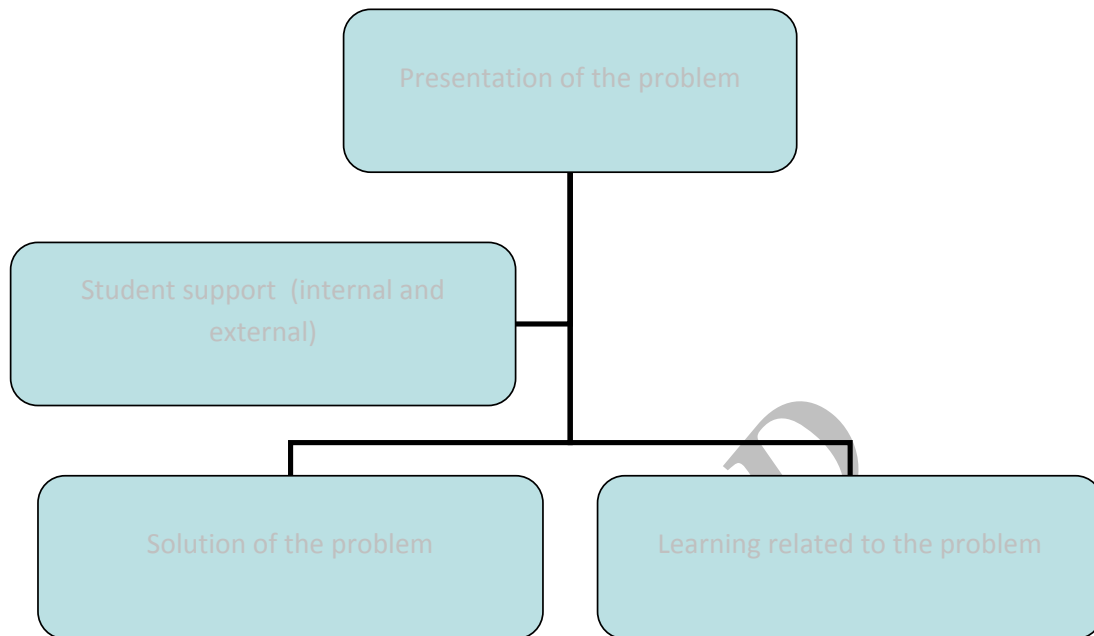 Presentation of the problem
Student support (internal and
external)
Solution of the problem
Learning related to the problem